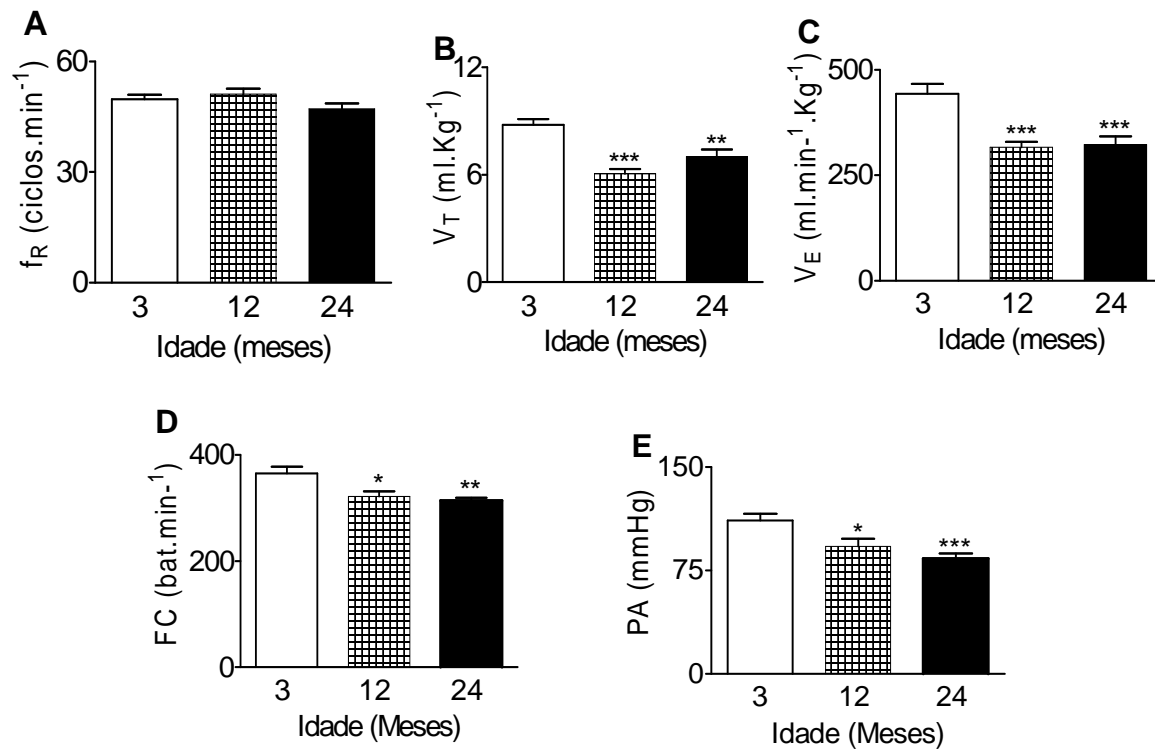 A
f_R (ciclos.min⁻¹)
60
30
0
3 12 24
Idade (meses)
B
V_T (ml.Kg⁻¹)
12
6
0
***
**
3 12 24
Idade (meses)
C
V_E (ml.min-¹.Kg⁻¹)
500
250
0
***
***
3 12 24
Idade (meses)
D
FC (bat.min-¹)
400
200
0
*
**
3 12 24
Idade (Meses)
E
PA (mmHg)
150
75
0
*
***
3 12 24
Idade (Meses)